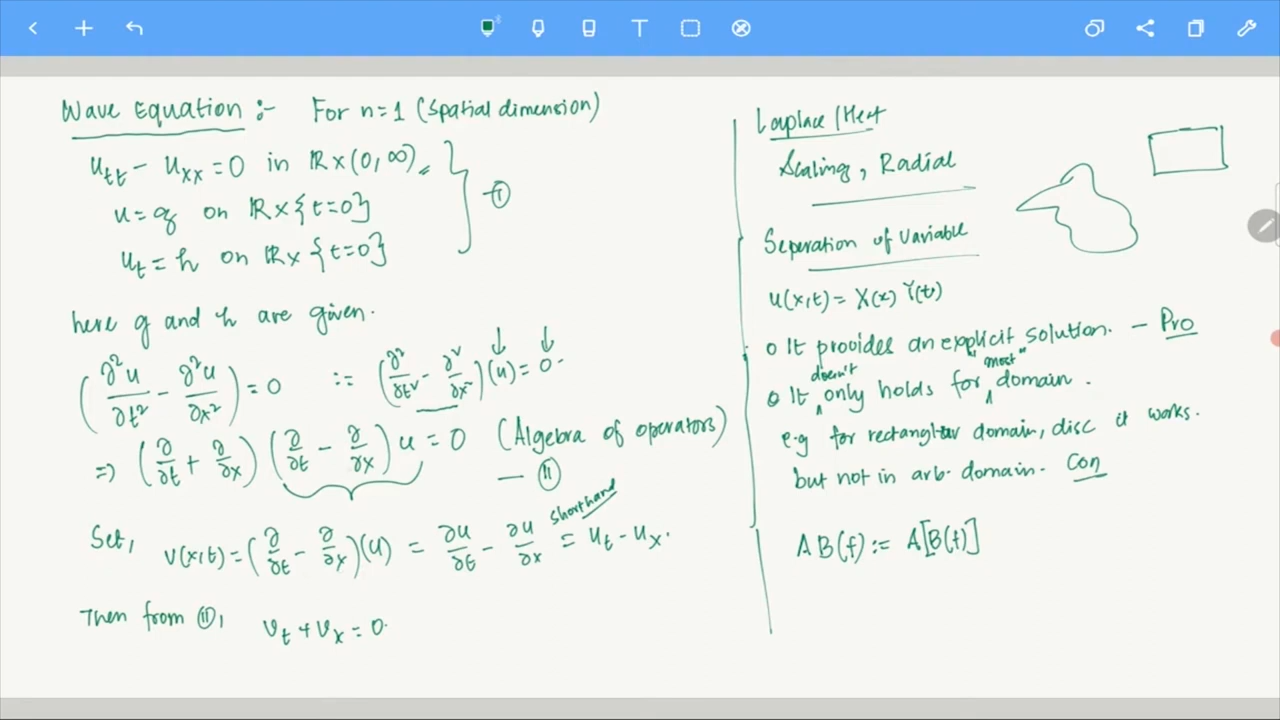 Wave Equation :- For n=1 (Spatial dimension)
u_tt - u_xx = 0 in ℝ×(0,∞)
u = g on ℝ×{t=0}
u_t = h on ℝ×{t=0}
I
here g and h are given.
(∂²u/∂t² - ∂²u/∂x²) = 0 :: (∂²/∂t² - ∂²/∂x²)(u) = 0
⇒ (∂/∂t + ∂/∂x)(∂/∂t - ∂/∂x) u = 0 (Algebra of operators)
— II
Set, v(x,t) = (∂/∂t - ∂/∂x)(u) = ∂u/∂t - ∂u/∂x = u_t - u_x.
shorthand
Then from II, v_t + v_x = 0.
Laplace / Heat
Scaling, Radial
Seperation of variable
u(x,t) = X(x) T(t)
o It provides an explicit solution. - Pro
o It doesn't only holds for "most" domain.
e.g for rectanglar domain, disc it works.
but not in arb. domain. Con
AB(f) := A[B(f)]
T